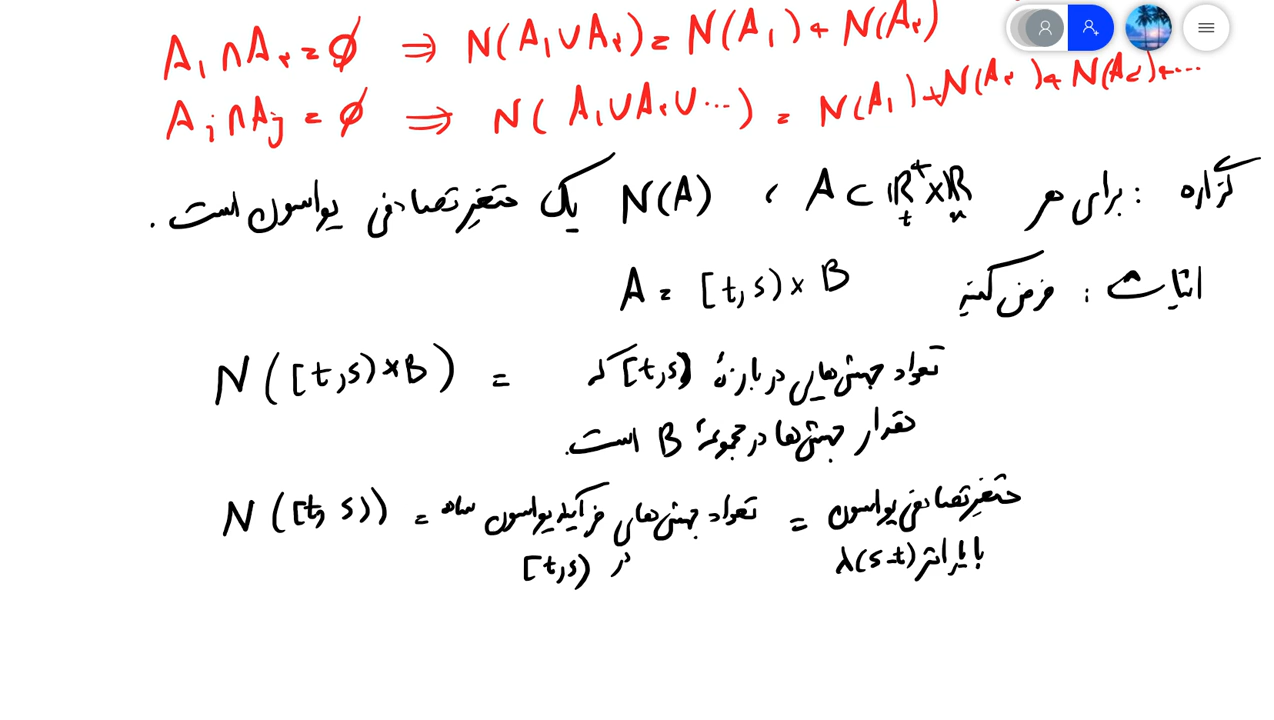 A₁ ∩ A₂ = ∅ ⇒ N(A₁ ∪ A₂) = N(A₁) + N(A₂)
Aᵢ ∩ Aⱼ = ∅ ⇒ N(A₁ ∪ A₂ ∪ ...) = N(A₁) + N(A₂) + N(A₃) + ...
گزاره : برای هر A ⊂ ℝ⁺ₜ × ℝₓ ، N(A) یک متغیر تصادفی پواسون است .
اثبات : فرض کنید A = [t, s) × B
N([t, s) × B) = تعداد جهش‌هایی در بازهٔ [t, s) که
مقدار جهش‌ها در مجموعهٔ B است.
N([t, s)) = تعداد جهش‌های فرآیند پواسون ساده = متغیر تصادفی پواسون
در [t, s) با پارامتر λ(s-t)